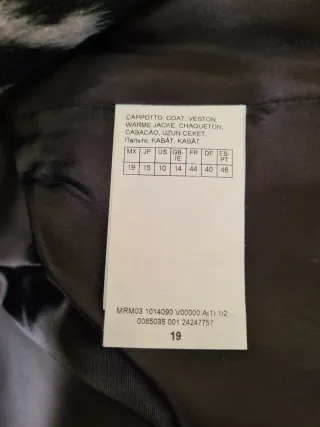 CAPPOTTO, COAT, VESTON,
WARME JACKE, CHAQUETON,
CASACÃO, UZUN CEKET,
Пальто, KABÁT, KABÁT
MX JP US GB-IE FR DE ES-PT
19 15 10 14 44 40 46
MRM03 1014090 V00000 A(1) 1/2
0085035 001 24247757
19